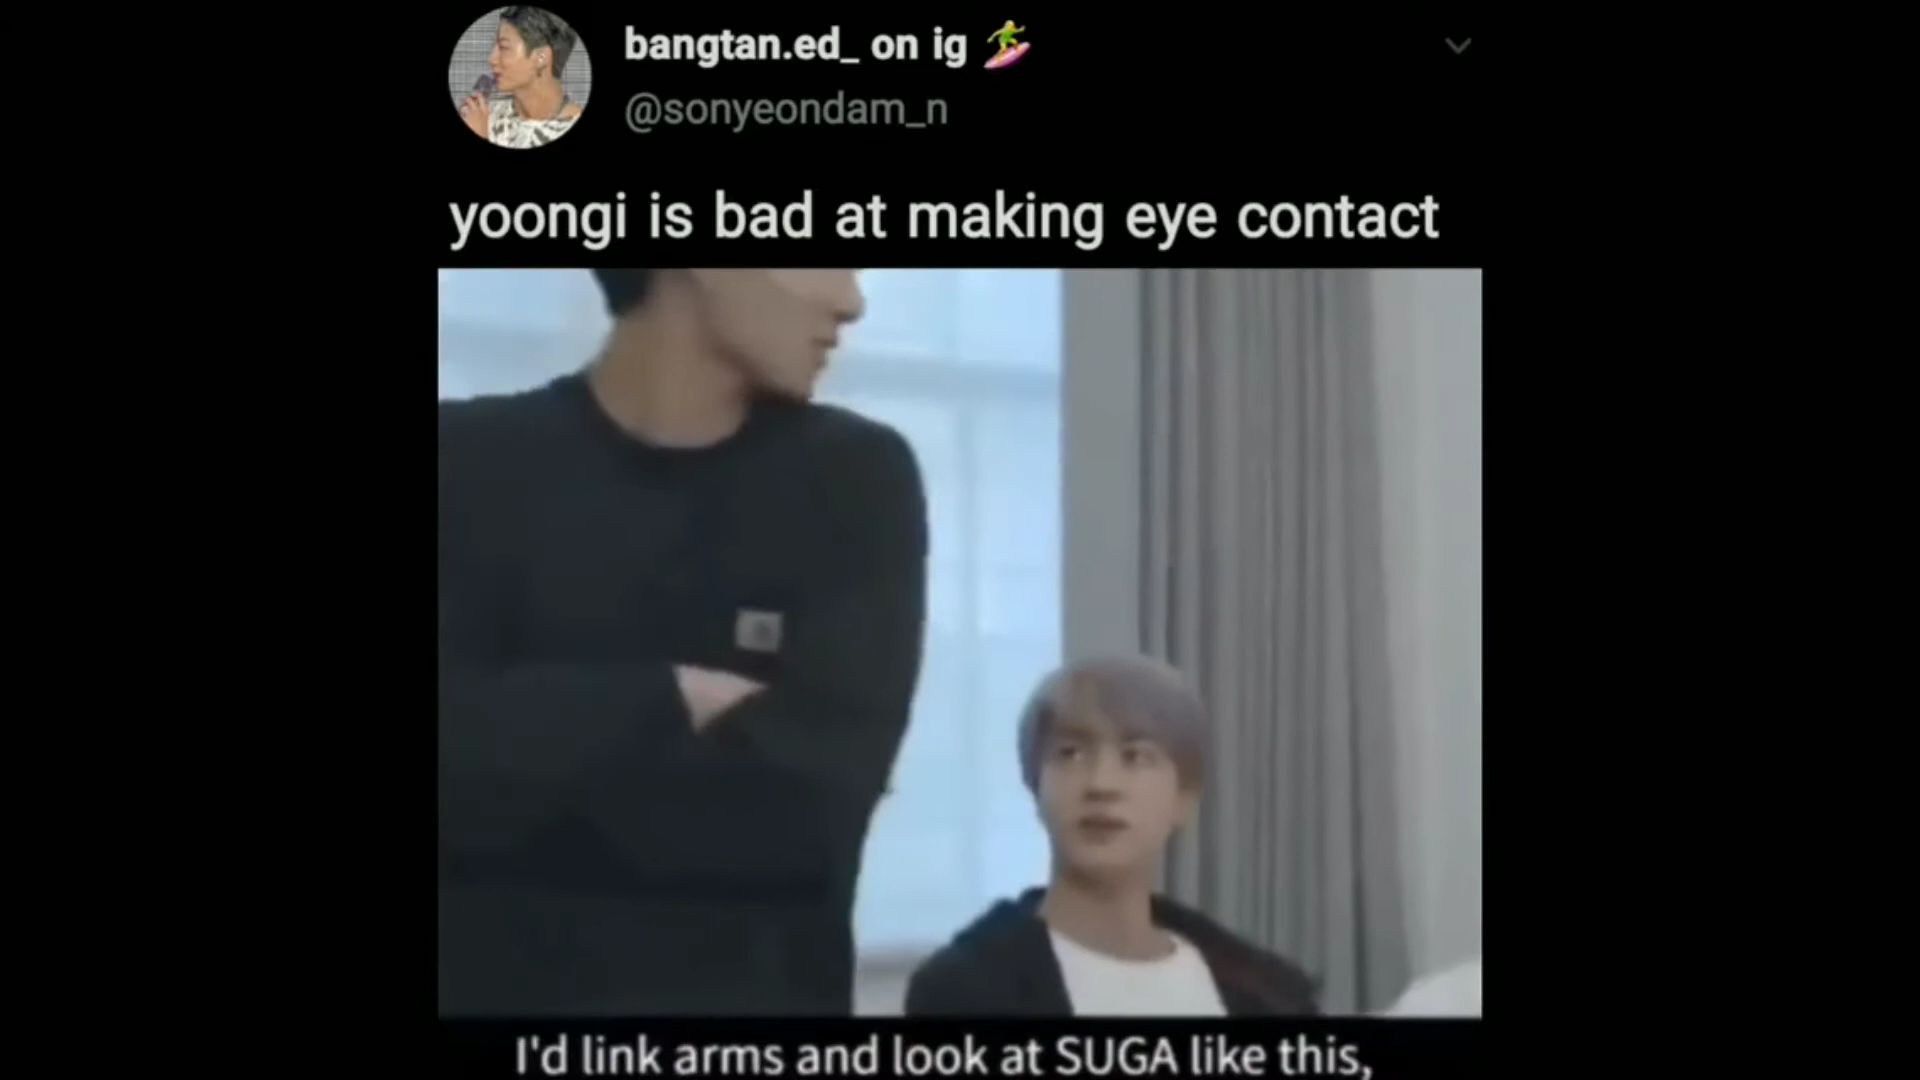 bangtan.ed_ on ig 🏄
@sonyeondam_n
yoongi is bad at making eye contact
I'd link arms and look at SUGA like this,